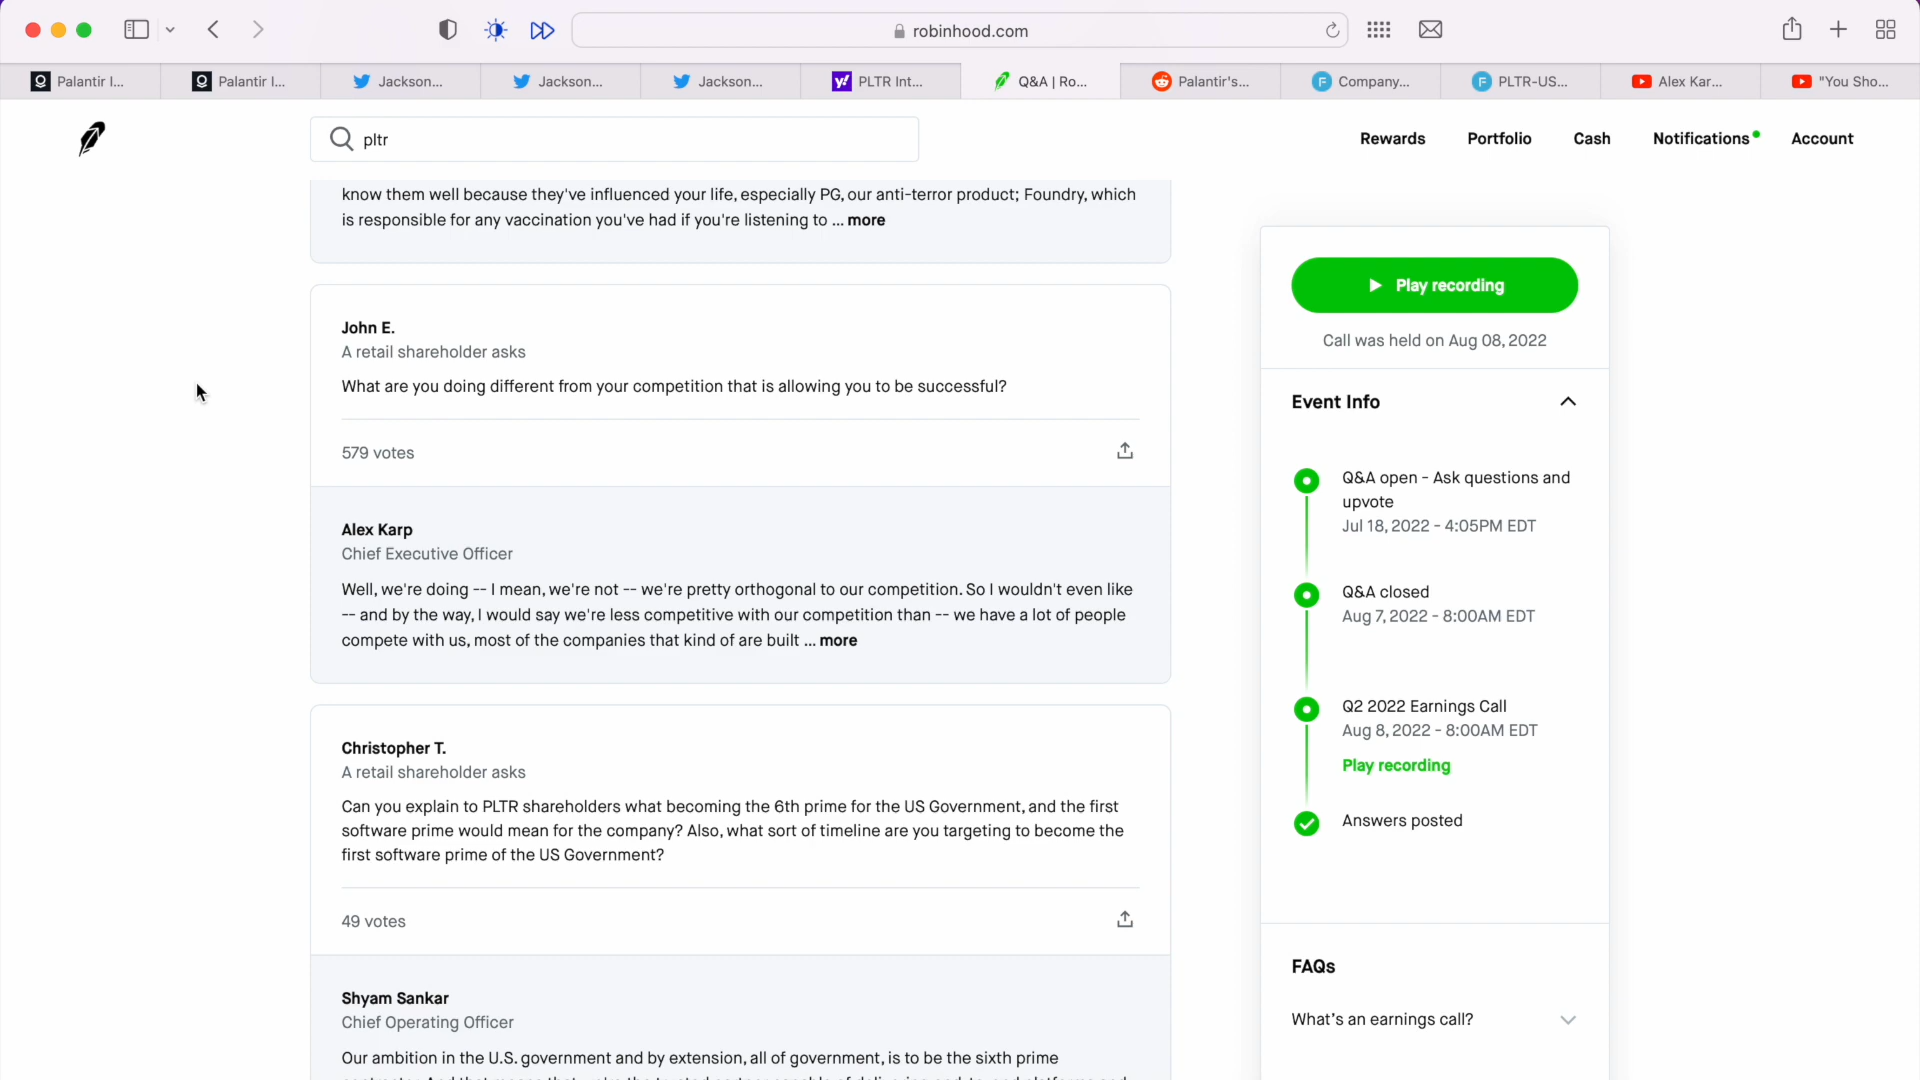 robinhood.com
Palantir I...
Palantir I...
Jackson...
Jackson...
Jackson...
PLTR Int...
Q&A | Ro...
Palantir's...
Company...
PLTR-US...
Alex Kar...
"You Sho...
pltr
Rewards
Portfolio
Cash
Notifications
Account
know them well because they've influenced your life, especially PG, our anti-terror product; Foundry, which
is responsible for any vaccination you've had if you're listening to ... more
John E.
A retail shareholder asks
What are you doing different from your competition that is allowing you to be successful?
579 votes
Alex Karp
Chief Executive Officer
Well, we're doing -- I mean, we're not -- we're pretty orthogonal to our competition. So I wouldn't even like
-- and by the way, I would say we're less competitive with our competition than -- we have a lot of people
compete with us, most of the companies that kind of are built ... more
Christopher T.
A retail shareholder asks
Can you explain to PLTR shareholders what becoming the 6th prime for the US Government, and the first
software prime would mean for the company? Also, what sort of timeline are you targeting to become the
first software prime of the US Government?
49 votes
Shyam Sankar
Chief Operating Officer
Our ambition in the U.S. government and by extension, all of government, is to be the sixth prime
Play recording
Call was held on Aug 08, 2022
Event Info
Q&A open - Ask questions and
upvote
Jul 18, 2022 - 4:05PM EDT
Q&A closed
Aug 7, 2022 - 8:00AM EDT
Q2 2022 Earnings Call
Aug 8, 2022 - 8:00AM EDT
Play recording
Answers posted
FAQs
What's an earnings call?